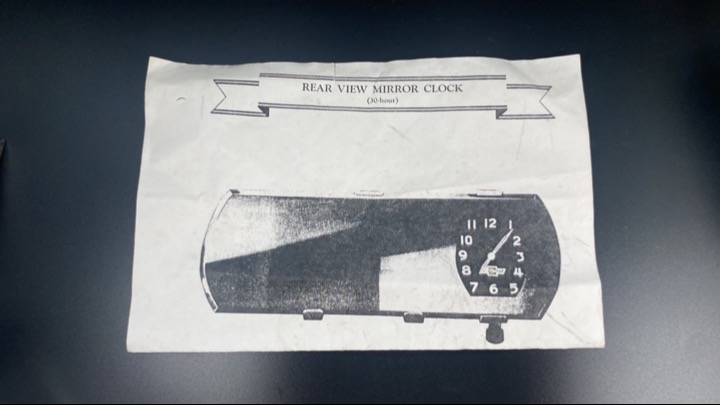 REAR VIEW MIRROR CLOCK
(30-hour)
11 12 1
10 2
9 3
8 4
7 6 5